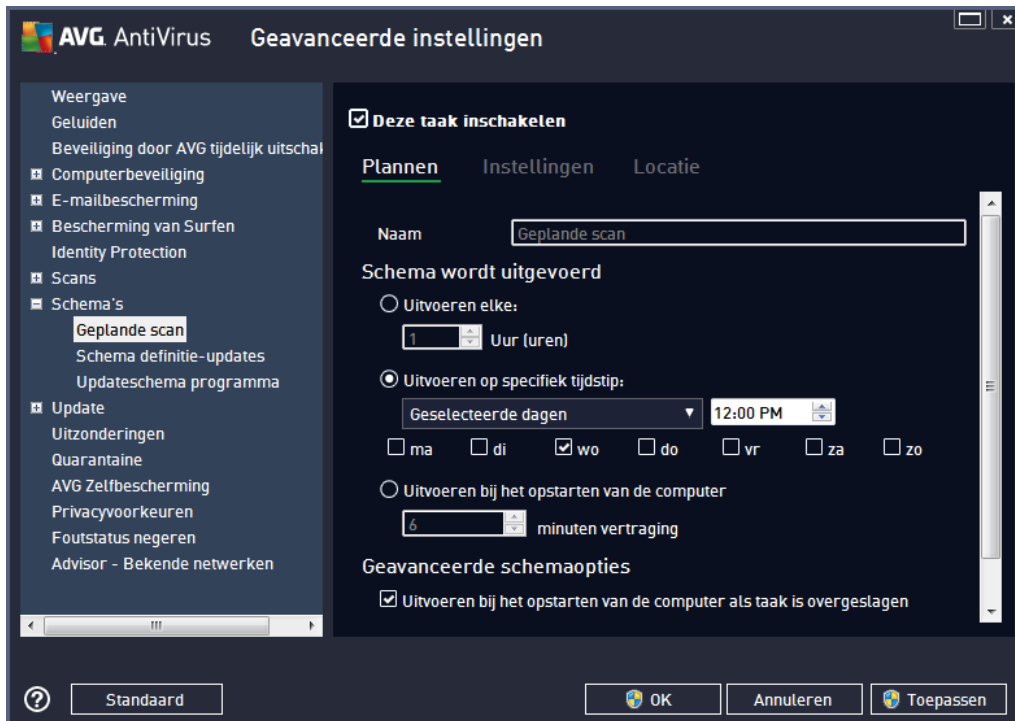 AVG AntiVirus Geavanceerde instellingen
Weergave
Geluiden
Beveiliging door AVG tijdelijk uitschak
Computerbeveiliging
E-mailbescherming
Bescherming van Surfen
Identity Protection
Scans
Schema's
Geplande scan
Schema definitie-updates
Updateschema programma
Update
Uitzonderingen
Quarantaine
AVG Zelfbescherming
Privacyvoorkeuren
Foutstatus negeren
Advisor - Bekende netwerken
Deze taak inschakelen
Plannen Instellingen Locatie
Naam Geplande scan
Schema wordt uitgevoerd
Uitvoeren elke:
1 Uur (uren)
Uitvoeren op specifiek tijdstip:
Geselecteerde dagen 12:00 PM
ma di wo do vr za zo
Uitvoeren bij het opstarten van de computer
6 minuten vertraging
Geavanceerde schemaopties
Uitvoeren bij het opstarten van de computer als taak is overgeslagen
? Standaard OK Annuleren Toepassen